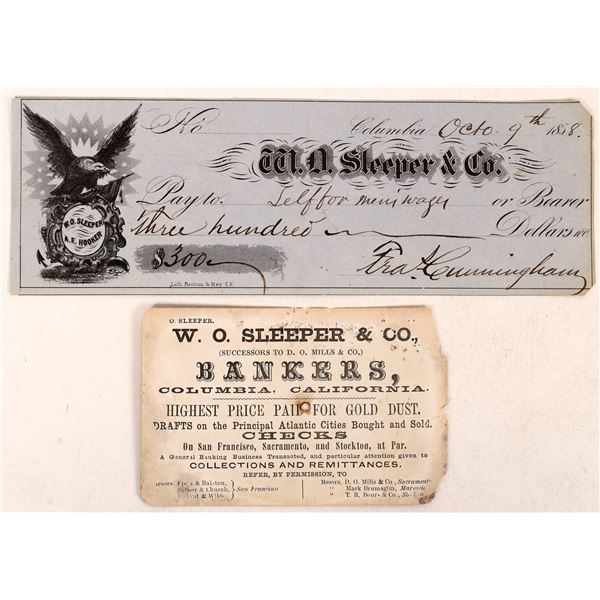 No
Columbia Octo. 9th 1858.
W. O. Sleeper & Co.
Pay to self for mens wages or Bearer
three hundred Dollars
$300
Cunningham
W.O. SLEEPER
A.E. HOOKER
Lith. Britton & Rey S.F.
O. SLEEPER.
W. O. SLEEPER & CO.,
(SUCCESSORS TO D. O. MILLS & CO.)
BANKERS,
COLUMBIA, CALIFORNIA.
HIGHEST PRICE PAID FOR GOLD DUST.
DRAFTS on the Principal Atlantic Cities Bought and Sold.
CHECKS
On San Francisco, Sacramento, and Stockton, at Par.
A General Banking Business Transacted, and particular attention given to
COLLECTIONS AND REMITTANCES.
REFER, BY PERMISSION, TO
& Ralston,
& Church,
San Francisco
Messrs. D. O. Mills & Co., Sacramento
" Mark Brumagim,
" T. R. Bours & Co.,